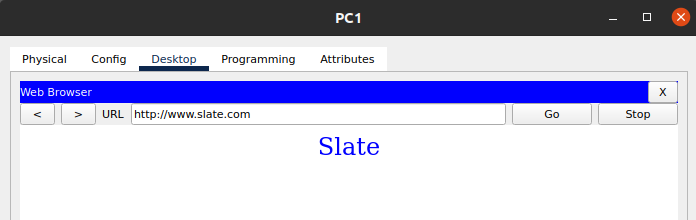 PC1
Physical Config Desktop Programming Attributes
Web Browser X
< > URL http://www.slate.com Go Stop
Slate